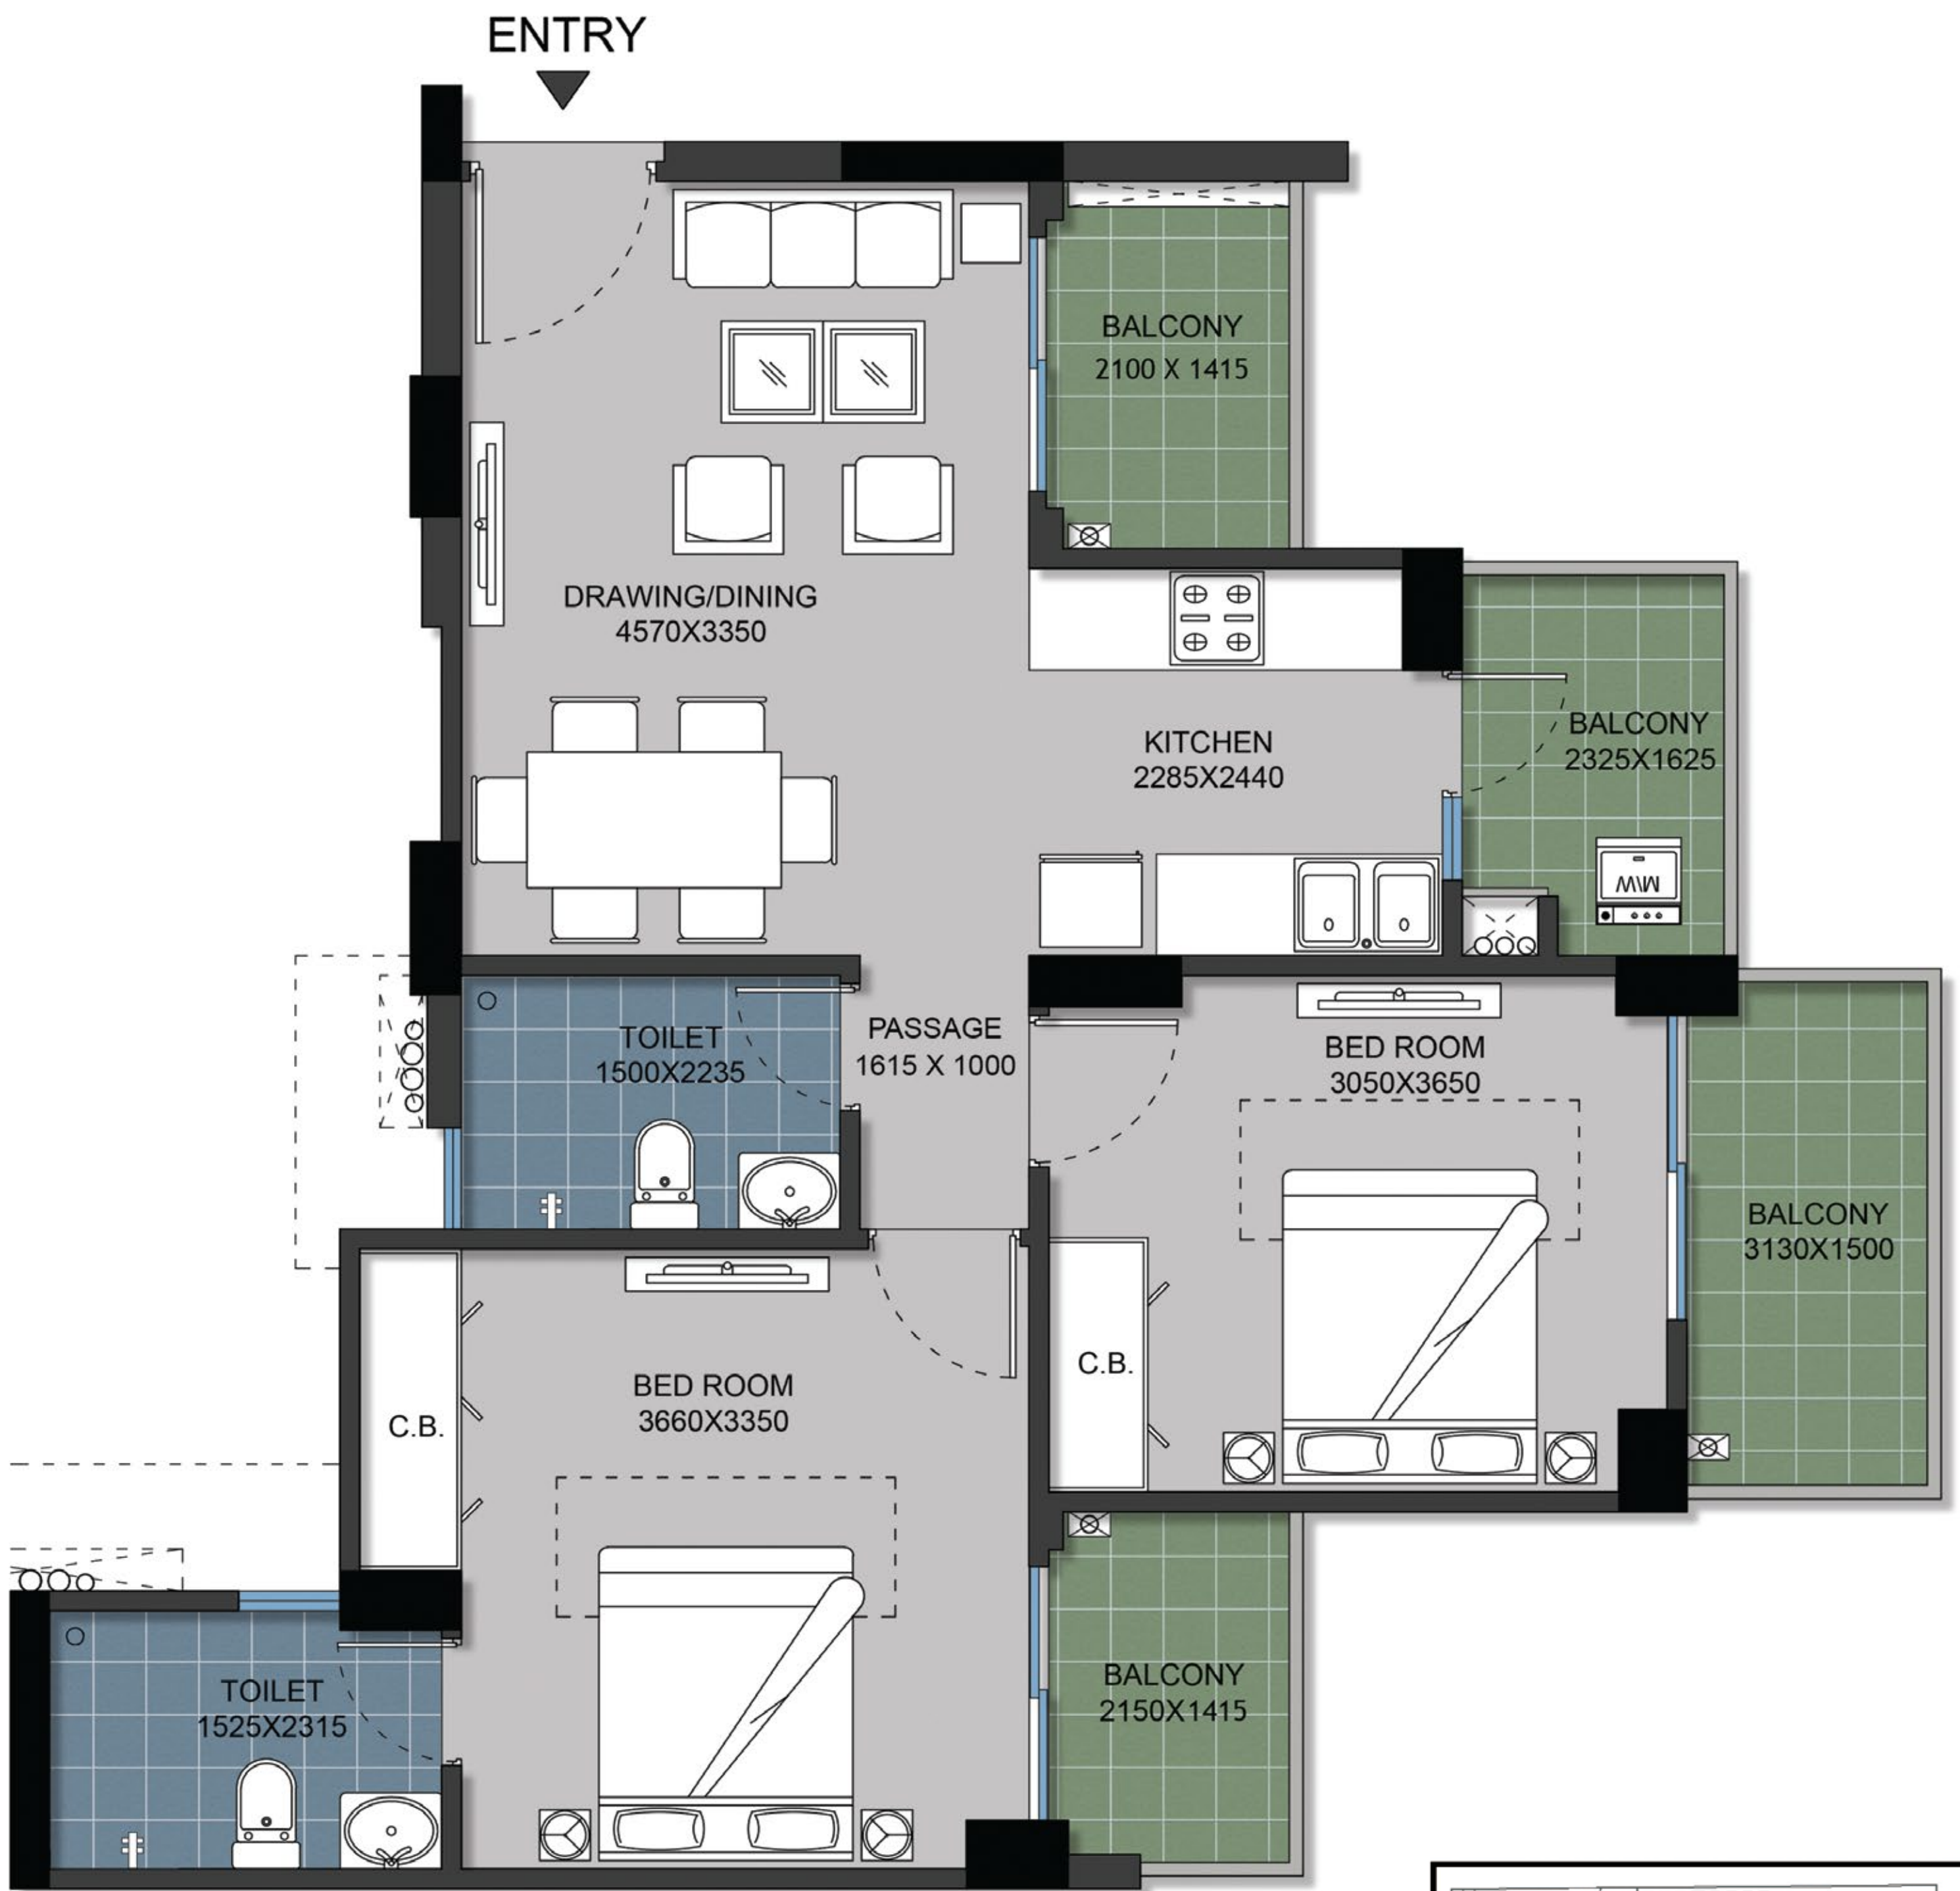 ENTRY
BALCONY
2100 X 1415
DRAWING/DINING
4570X3350
KITCHEN
2285X2440
BALCONY
2325X1625
M/W
TOILET
1500X2235
PASSAGE
1615 X 1000
BED ROOM
3050X3650
BALCONY
3130X1500
C.B.
BED ROOM
3660X3350
C.B.
TOILET
1525X2315
BALCONY
2150X1415